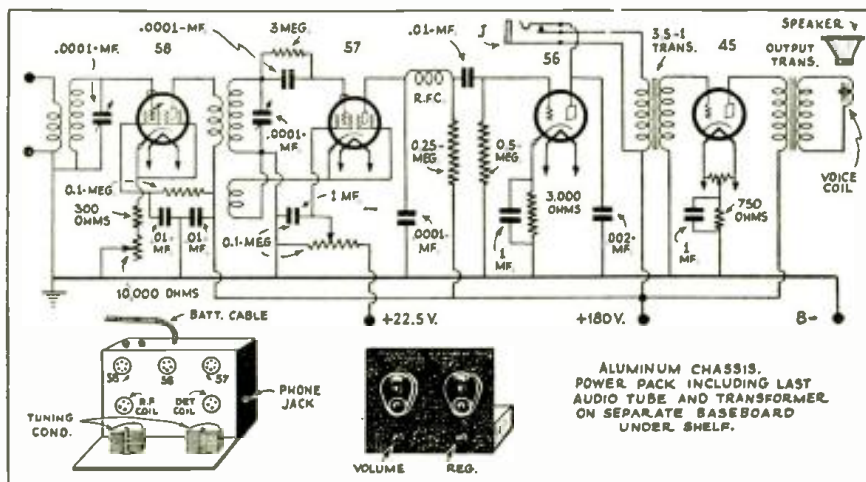 .0001-MF.
58
.0001-MF.
3 MEG.
57
.01-MF.
J
56
3.5-1
TRANS.
45
SPEAKER
OUTPUT
TRANS.
R.F.C.
.0001-
MF.
0.25-
MEG.
0.5-
MEG.
VOICE
COIL
0.1-MEG.
300
OHMS
.01-
MF.
.01
MF.
1 MF.
0.1-MEG.
.0001-
MF.
3,000
OHMS
1
MF.
.002-
MF.
750
OHMS
1
MF.
10,000 OHMS
+22.5 V.
+180V.
B-
BATT. CABLE
58
57
R.F.
COIL
DET
COIL
PHONE
JACK
TUNING
COND.
VOLUME
REG.
ALUMINUM CHASSIS.
POWER PACK INCLUDING LAST
AUDIO TUBE AND TRANSFORMER
ON SEPARATE BASEBOARD
UNDER SHELF.